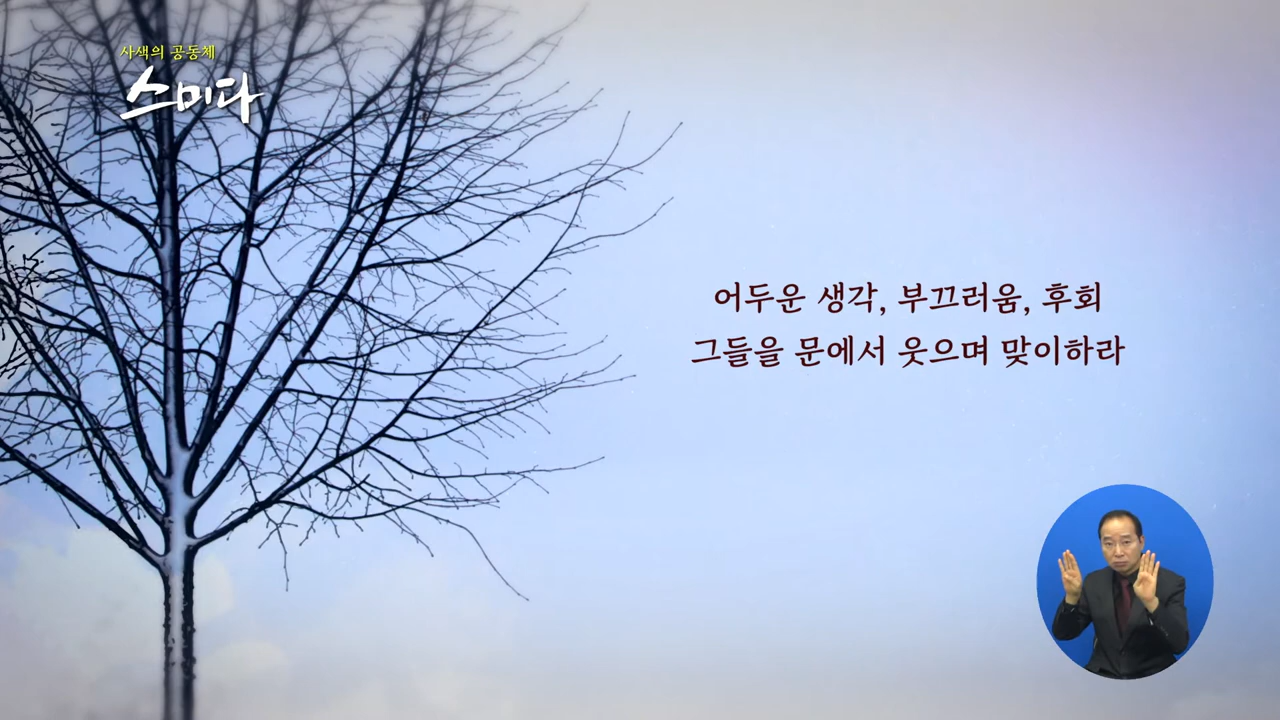 사색의 공동체
스미다
어두운 생각, 부끄러움, 후회
그들을 문에서 웃으며 맞이하라